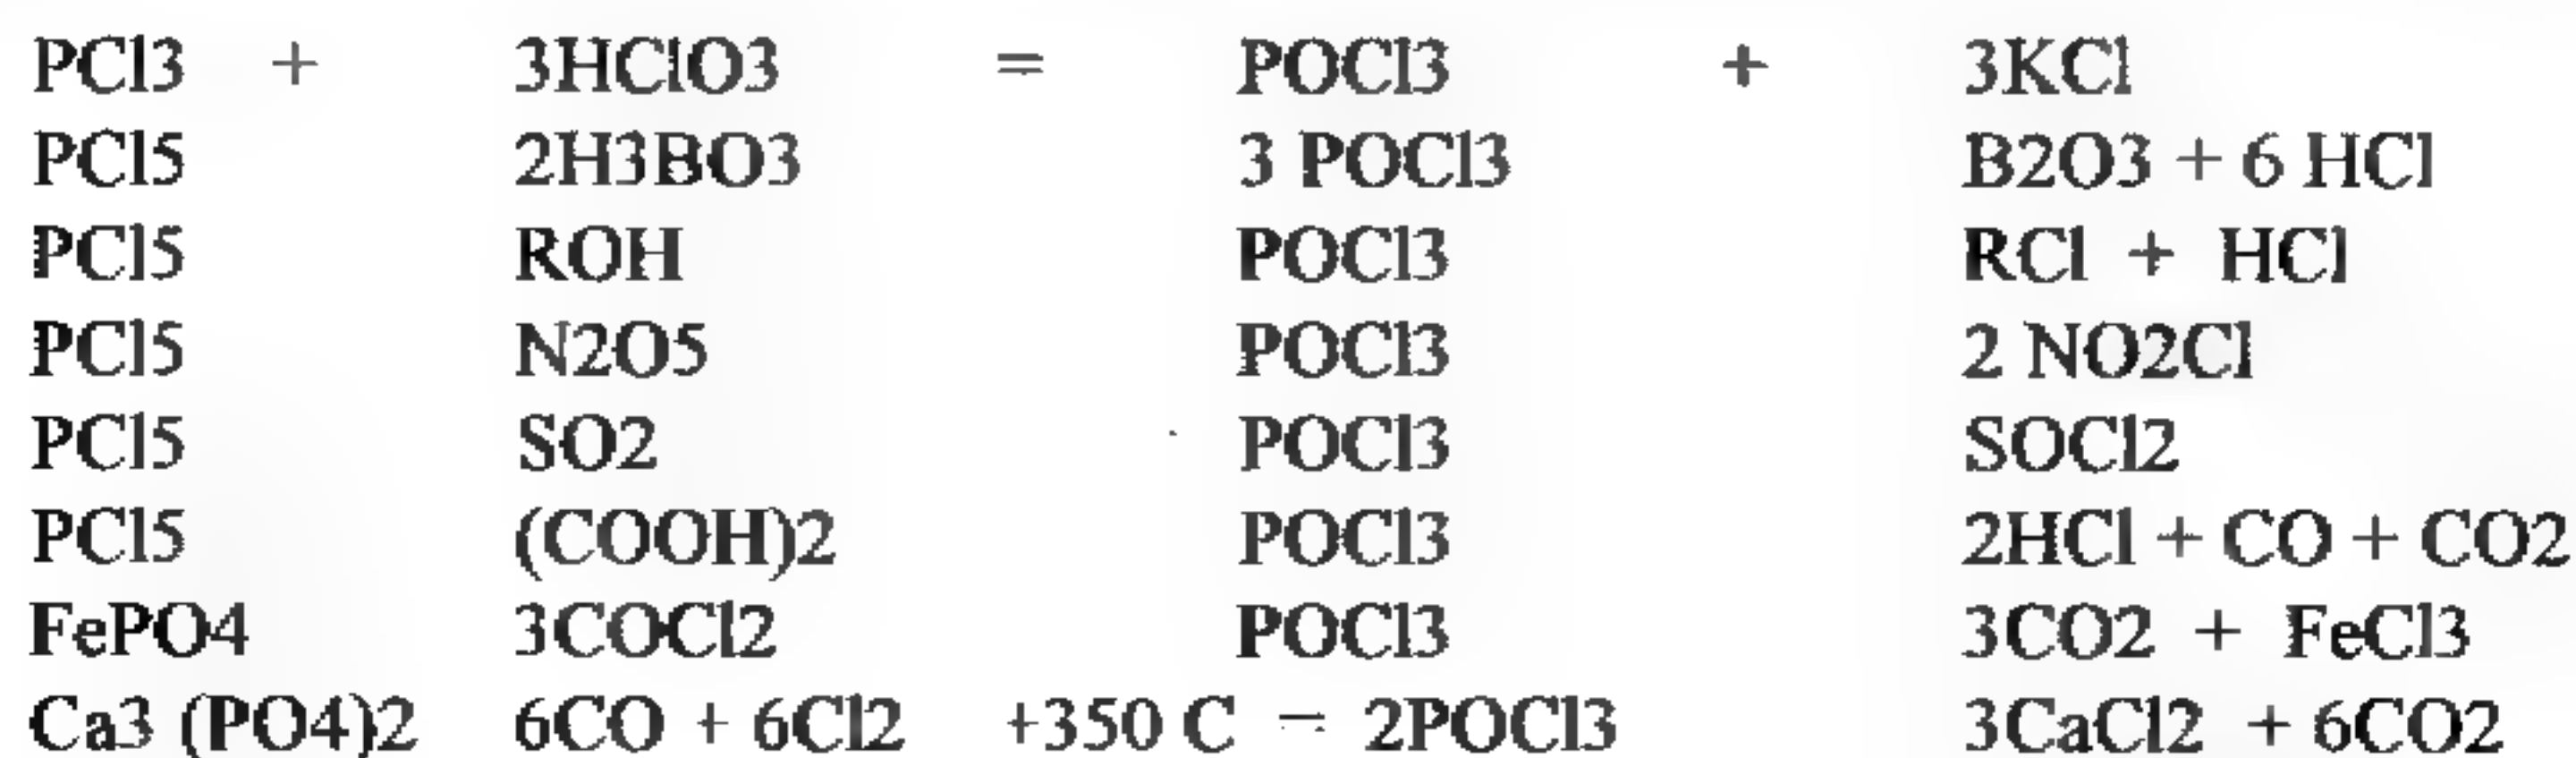 PCl3 + 3HClO3 = POCl3 + 3KCl
PCl5 2H3BO3 3 POCl3 B2O3 + 6 HCl
PCl5 ROH POCl3 RCl + HCl
PCl5 N2O5 POCl3 2 NO2Cl
PCl5 SO2 POCl3 SOCl2
PCl5 (COOH)2 POCl3 2HCl + CO + CO2
FePO4 3COCl2 POCl3 3CO2 + FeCl3
Ca3 (PO4)2 6CO + 6Cl2 +350 C = 2POCl3 3CaCl2 + 6CO2